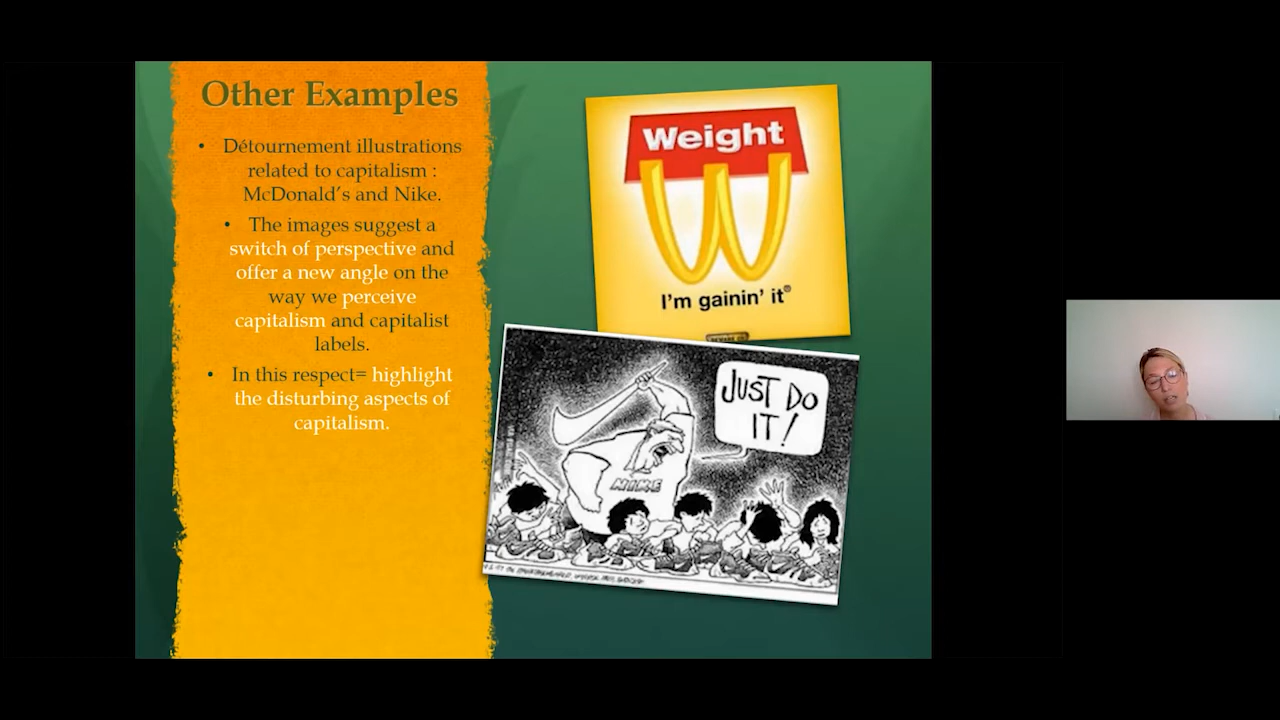 Other Examples
• Détournement illustrations
related to capitalism :
McDonald's and Nike.
• The images suggest a
switch of perspective and
offer a new angle on the
way we perceive
capitalism and capitalist
labels.
• In this respect= highlight
the disturbing aspects of
capitalism.
Weight
I'm gainin' it®
JUST DO
IT!
NIKE